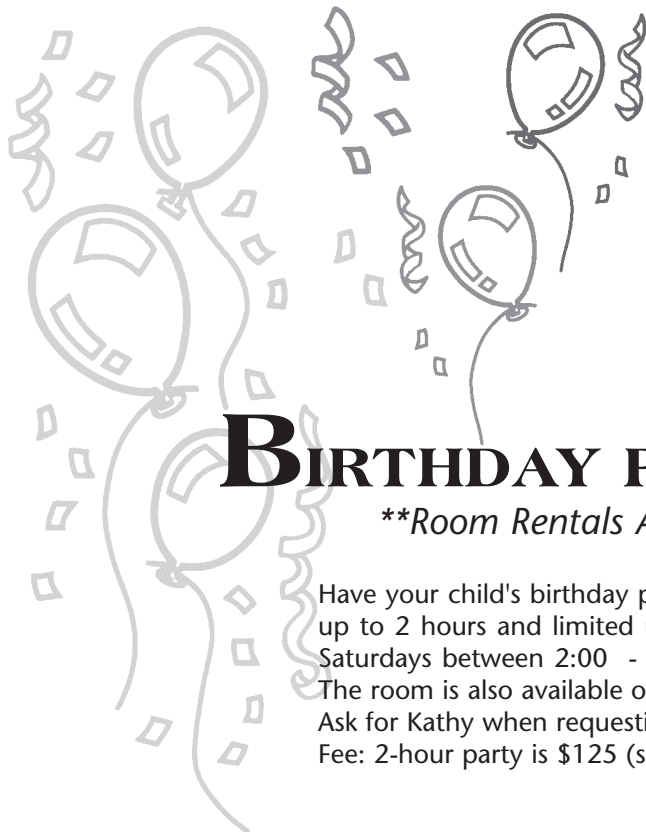 BIRTHDAY P
**Room Rentals A
Have your child's birthday p
up to 2 hours and limited u
Saturdays between 2:00 -
The room is also available o
Ask for Kathy when requesti
Fee: 2-hour party is $125 (s